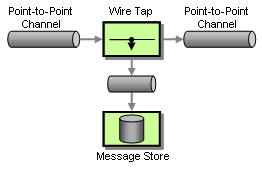 Point-to-Point
Channel
Wire Tap
Point-to-Point
Channel
Message Store